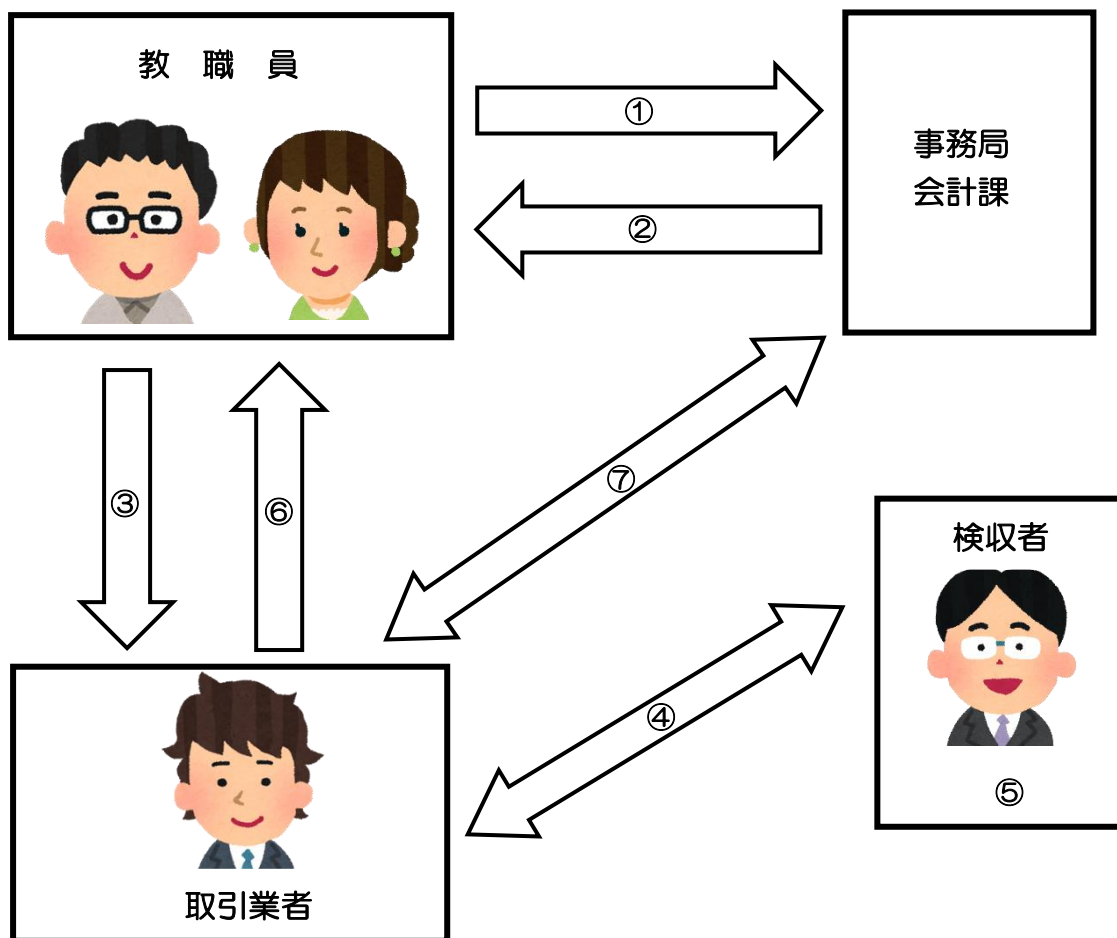 教 職 員
①
事務局
会計課
②
③
⑥
⑦
検収者
④
⑤
取引業者